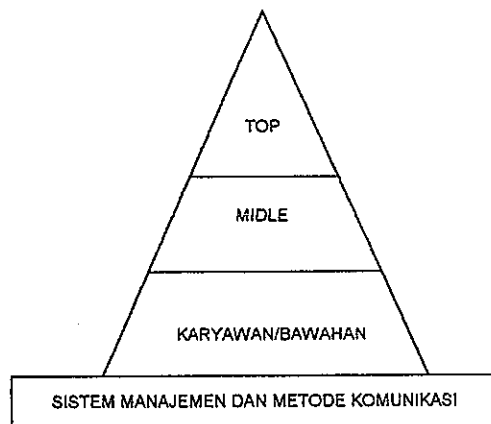 TOP
MIDLE
KARYAWAN/BAWAHAN
SISTEM MANAJEMEN DAN METODE KOMUNIKASI